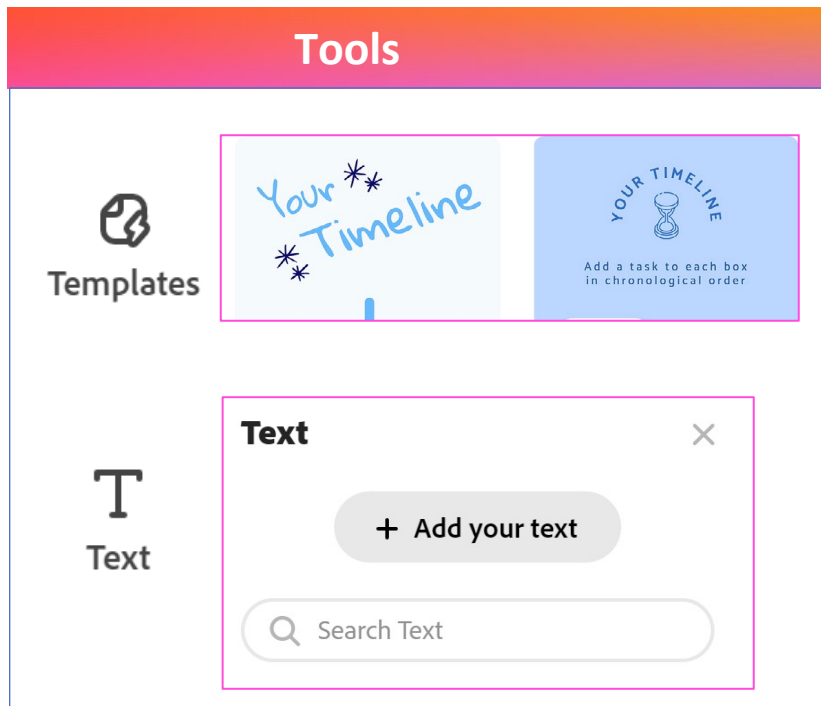 Tools
Templates
Your
Timeline
YOUR TIMELINE
Add a task to each box
in chronological order
Text
Text
+ Add your text
Search Text